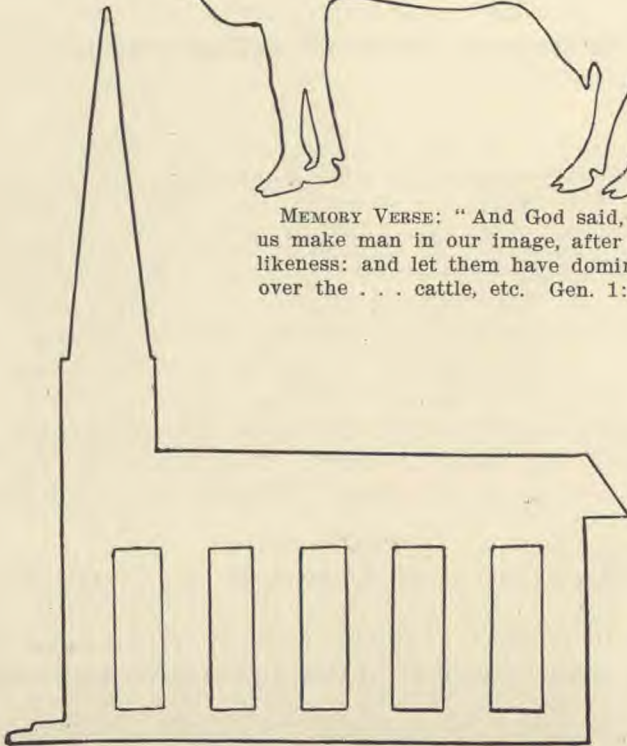 MEMORY VERSE: "And God said,
us make man in our image, after
likeness: and let them have domin
over the . . . cattle, etc. Gen. 1: